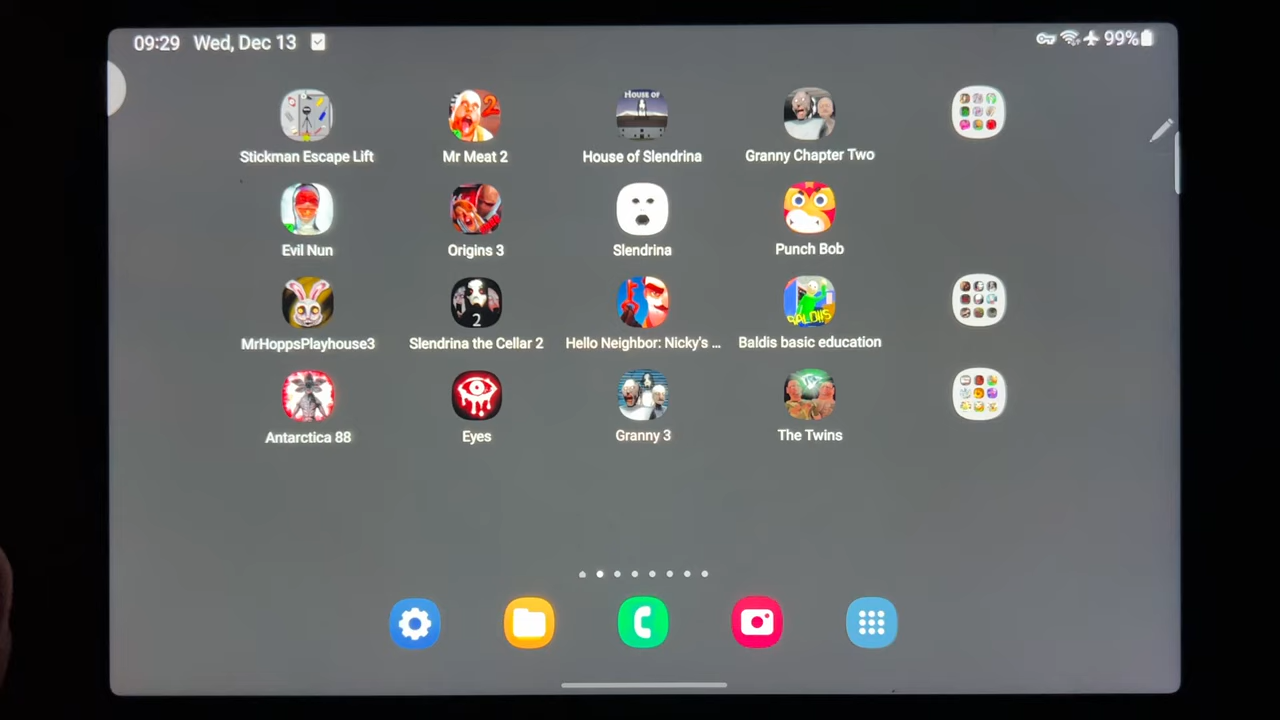 09:29 Wed, Dec 13
99%
HOUSE OF
2
Stickman Escape Lift
Mr Meat 2
House of Slendrina
Granny Chapter Two
Evil Nun
Origins 3
Slendrina
Punch Bob
2
BALDIS
MrHoppsPlayhouse3
Slendrina the Cellar 2
Hello Neighbor: Nicky's ...
Baldis basic education
Antarctica 88
Eyes
Granny 3
The Twins